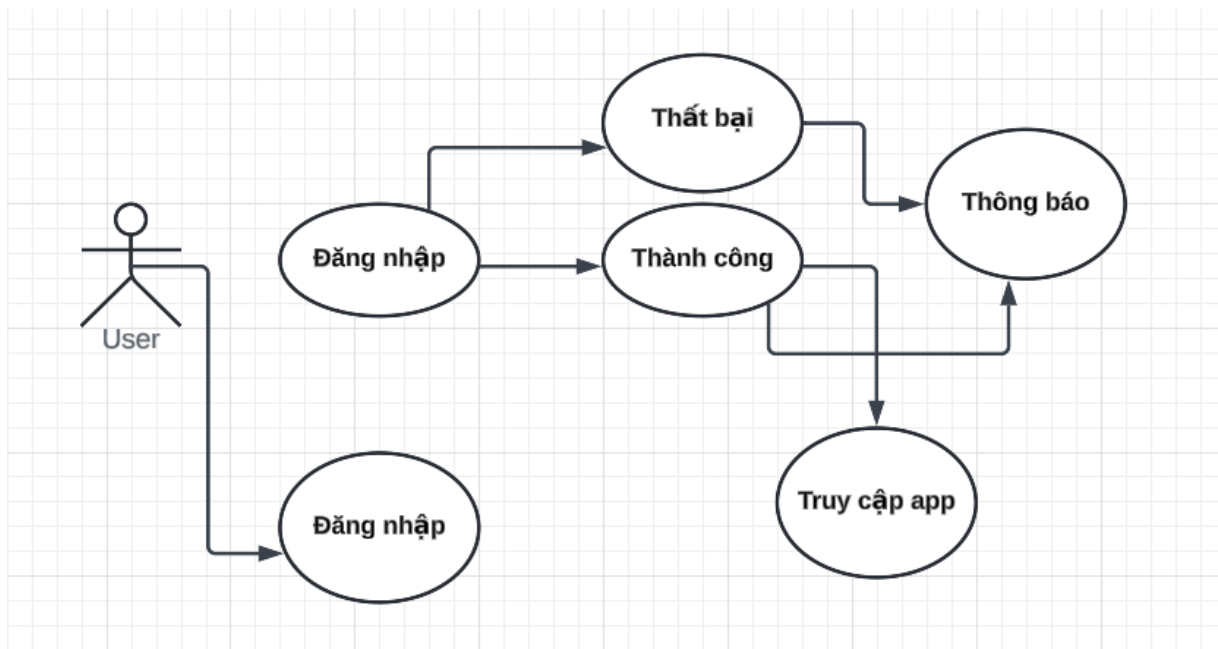 Thất bại
Thông báo
Đăng nhập
Thành công
User
Truy cập app
Đăng nhập